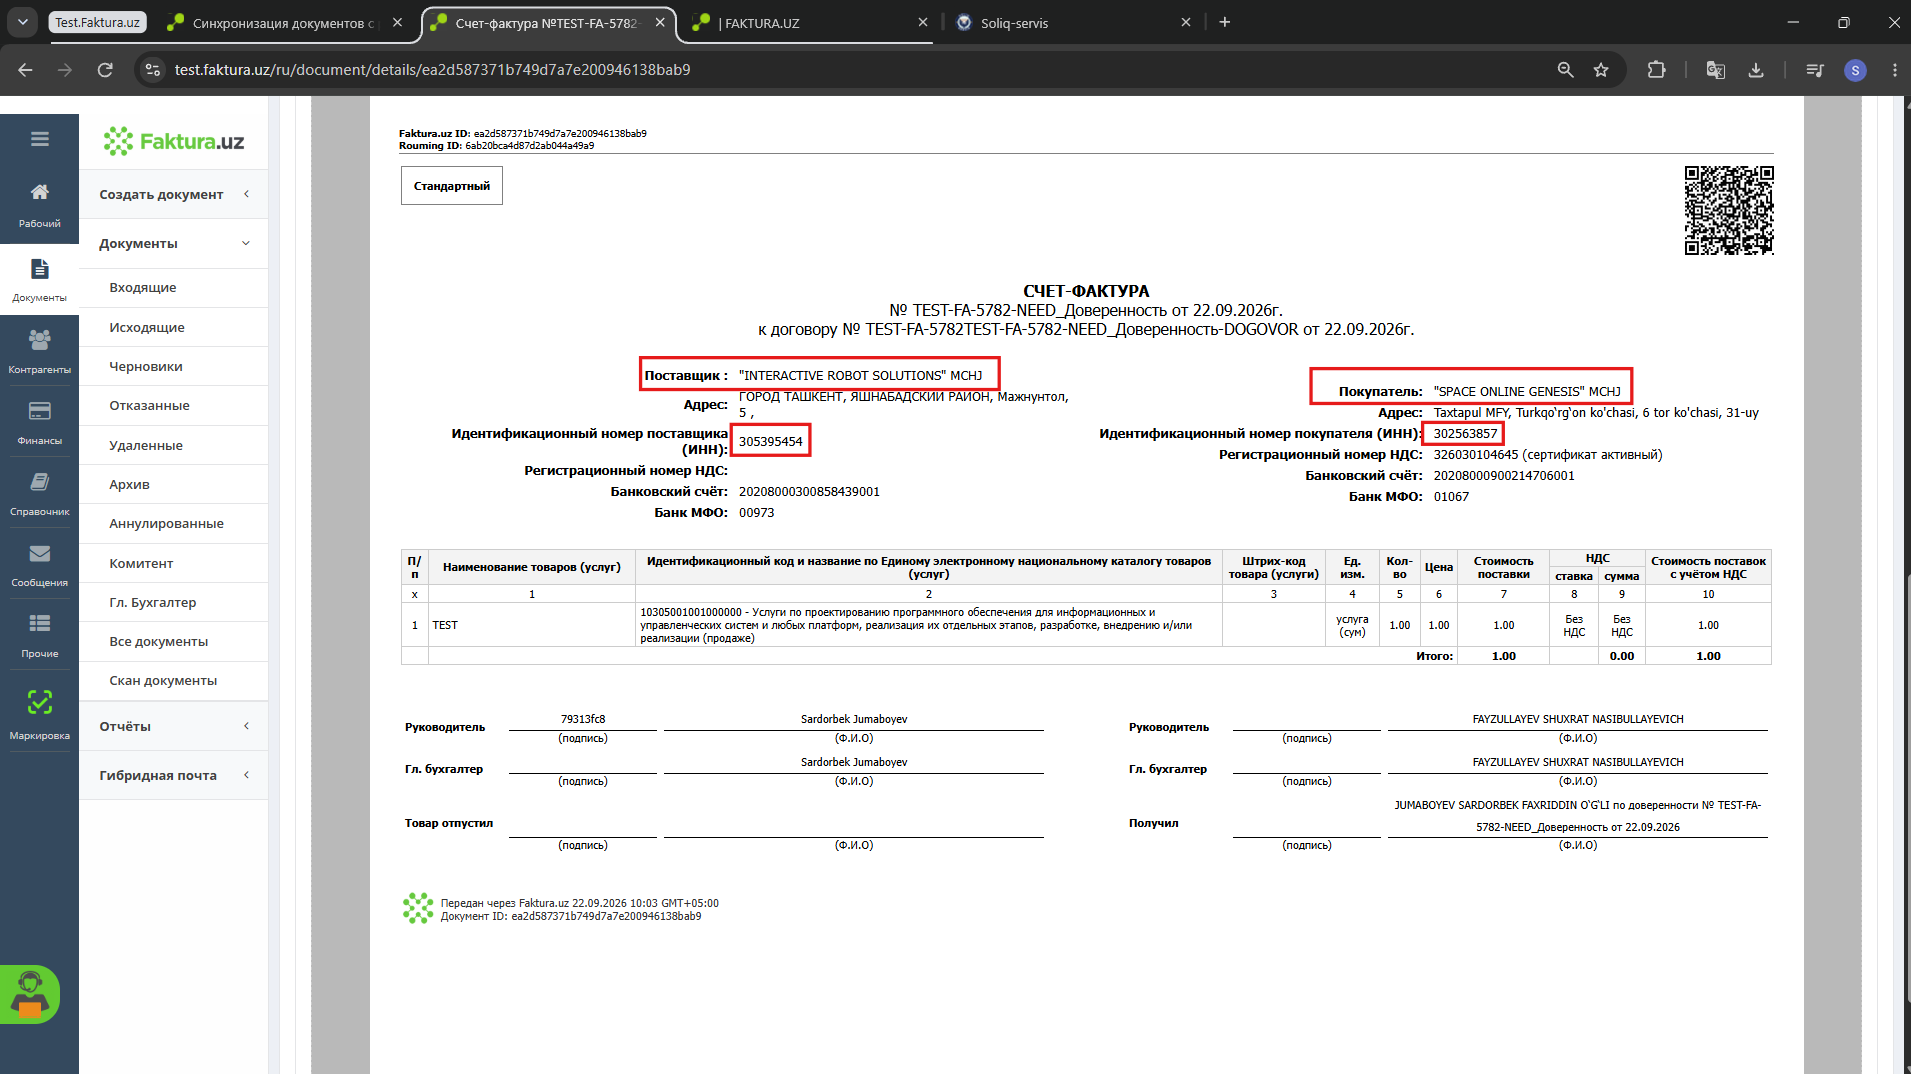 Test.Faktura.uz
Синхронизация документов с
Счет-фактура №TEST-FA-5782-
| FAKTURA.UZ
Soliq-servis
test.faktura.uz/ru/document/details/ea2d587371b749d7a7e200946138bab9
S
Рабочий
Документы
Контрагенты
Финансы
Справочник
Сообщения
Прочие
Маркировка
Faktura.uz
Создать документ
Документы
Входящие
Исходящие
Черновики
Отказанные
Удаленные
Архив
Аннулированные
Комитент
Гл. Бухгалтер
Все документы
Скан документы
Отчёты
Гибридная почта
Faktura.uz ID: ea2d587371b749d7a7e200946138bab9
Rouming ID: 6ab20bca4d87d2ab044a49a9
Стандартный
СЧЕТ-ФАКТУРА
№ TEST-FA-5782-NEED_Доверенность от 22.09.2026г.
к договору № TEST-FA-5782TEST-FA-5782-NEED_Доверенность-DOGOVOR от 22.09.2026г.
Поставщик : "INTERACTIVE ROBOT SOLUTIONS" MCHJ
Адрес: ГОРОД ТАШКЕНТ, ЯШНАБАДСКИЙ РАЙОН, Мажнунтол,
5 ,
Идентификационный номер поставщика
(ИНН): 305395454
Регистрационный номер НДС:
Банковский счёт: 20208000300858439001
Банк МФО: 00973
Покупатель: "SPACE ONLINE GENESIS" MCHJ
Адрес: Taxtapul MFY, Turkqo'rg'on ko'chasi, 6 tor ko'chasi, 31-uy
Идентификационный номер покупателя (ИНН): 302563857
Регистрационный номер НДС: 326030104645 (сертификат активный)
Банковский счёт: 20208000900214706001
Банк МФО: 01067
П/п Наименование товаров (услуг) Идентификационный код и название по Единому электронному национальному каталогу товаров (услуг) Штрих-код товара (услуги) Ед. изм. Кол-во Цена Стоимость поставки НДС Стоимость поставок с учётом НДС
ставка сумма
x 1 2 3 4 5 6 7 8 9 10
1 TEST 10305001001000000 - Услуги по проектированию программного обеспечения для информационных и управленческих систем и любых платформ, реализация их отдельных этапов, разработке, внедрению и/или реализации (продаже) услуга (сум) 1.00 1.00 1.00 Без НДС Без НДС 1.00
Итого: 1.00 0.00 1.00
Руководитель 79313fc8 Sardorbek Jumaboyev
(подпись) (Ф.И.О)
Гл. бухгалтер Sardorbek Jumaboyev
(подпись) (Ф.И.О)
Товар отпустил
(подпись) (Ф.И.О)
Руководитель FAYZULLAYEV SHUXRAT NASIBULLAYEVICH
(подпись) (Ф.И.О)
Гл. бухгалтер FAYZULLAYEV SHUXRAT NASIBULLAYEVICH
(подпись) (Ф.И.О)
JUMABOYEV SARDORBEK FAXRIDDIN O‘G‘LI по доверенности № TEST-FA-
Получил 5782-NEED_Доверенность от 22.09.2026
(подпись) (Ф.И.О)
Передан через Faktura.uz 22.09.2026 10:03 GMT+05:00
Документ ID: ea2d587371b749d7a7e200946138bab9